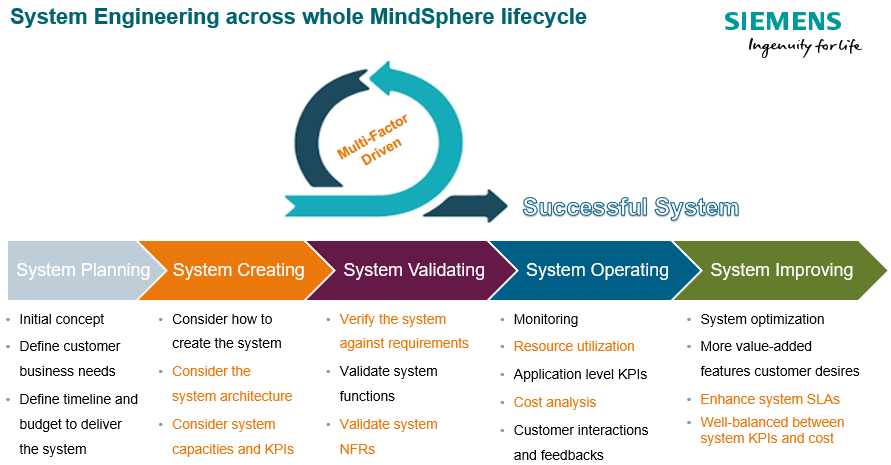 System Engineering across whole MindSphere lifecycle
SIEMENS
Ingenuity for life
Multi-Factor
Driven
Successful System
System Planning
System Creating
System Validating
System Operating
System Improving
• Initial concept
• Define customer
business needs
• Define timeline and
budget to deliver
the system
• Consider how to
create the system
• Consider the
system architecture
• Consider system
capacities and KPIs
• Verify the system
against requirements
• Validate system
functions
• Validate system
NFRs
• Monitoring
• Resource utilization
• Application level KPIs
• Cost analysis
• Customer interactions
and feedbacks
• System optimization
• More value-added
features customer desires
• Enhance system SLAs
• Well-balanced between
system KPIs and cost